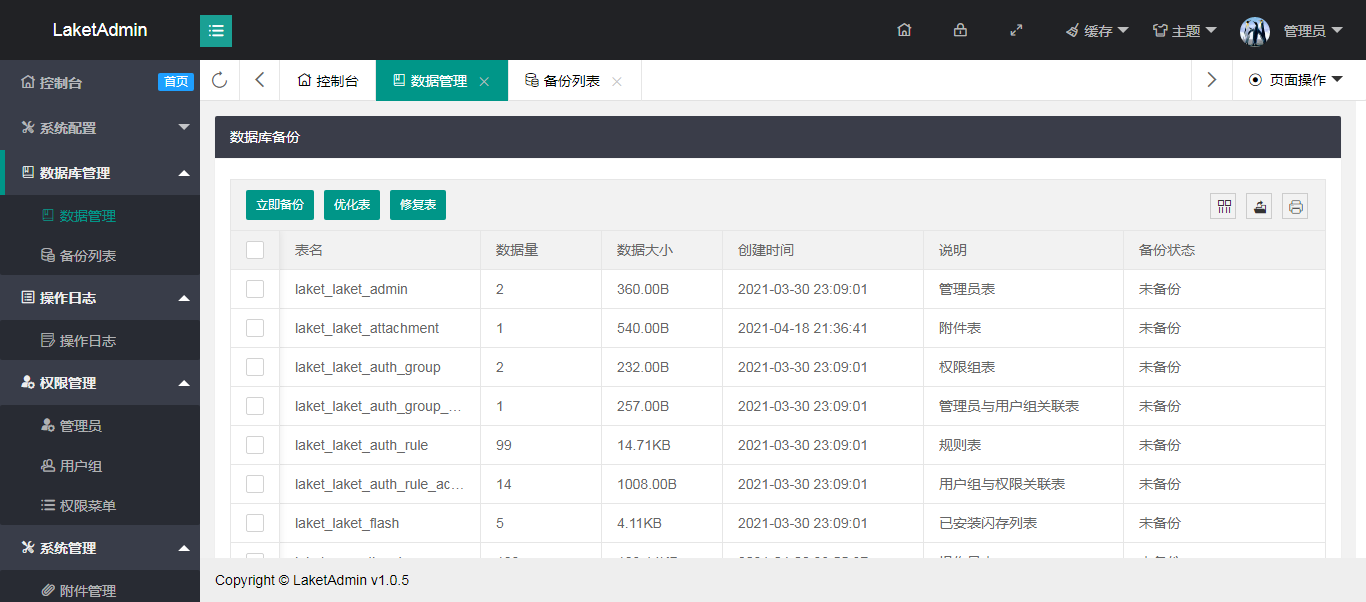 LaketAdmin
缓存
主题
管理员
控制台 首页
系统配置
数据库管理
数据管理
备份列表
操作日志
操作日志
权限管理
管理员
用户组
权限菜单
系统管理
附件管理
控制台 数据管理 备份列表 页面操作
数据库备份
立即备份 优化表 修复表
表名 数据量 数据大小 创建时间 说明 备份状态
laket_laket_admin 2 360.00B 2021-03-30 23:09:01 管理员表 未备份
laket_laket_attachment 1 540.00B 2021-04-18 21:36:41 附件表 未备份
laket_laket_auth_group 2 232.00B 2021-03-30 23:09:01 权限组表 未备份
laket_laket_auth_group_… 1 257.00B 2021-03-30 23:09:01 管理员与用户组关联表 未备份
laket_laket_auth_rule 99 14.71KB 2021-03-30 23:09:01 规则表 未备份
laket_laket_auth_rule_ac… 14 1008.00B 2021-03-30 23:09:01 用户组与权限关联表 未备份
laket_laket_flash 5 4.11KB 2021-03-30 23:09:01 已安装闪存列表 未备份
Copyright © LaketAdmin v1.0.5